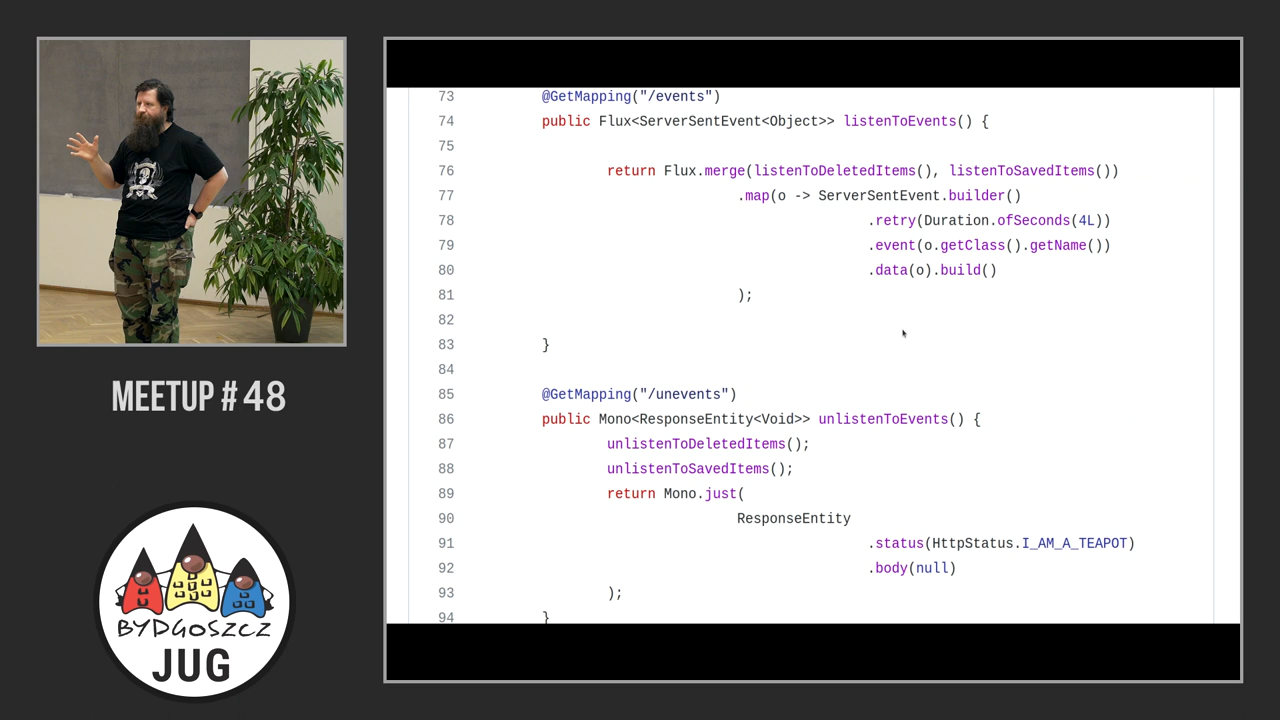 MEETUP # 48
BYDGOSZCZ
JUG
73 @GetMapping("/events")
74 public Flux<ServerSentEvent<Object>> listenToEvents() {
75
76 return Flux.merge(listenToDeletedItems(), listenToSavedItems())
77 .map(o -> ServerSentEvent.builder()
78 .retry(Duration.ofSeconds(4L))
79 .event(o.getClass().getName())
80 .data(o).build()
81 );
82
83 }
84
85 @GetMapping("/unevents")
86 public Mono<ResponseEntity<Void>> unlistenToEvents() {
87 unlistenToDeletedItems();
88 unlistenToSavedItems();
89 return Mono.just(
90 ResponseEntity
91 .status(HttpStatus.I_AM_A_TEAPOT)
92 .body(null)
93 );
94 }